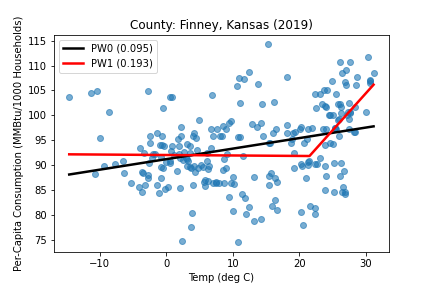 County: Finney, Kansas (2019)
PW0 (0.095)
PW1 (0.193)
Per-Capita Consumption (MMBtu/1000 Households)
115
110
105
100
95
90
85
80
75
−10
0
10
20
30
Temp (deg C)